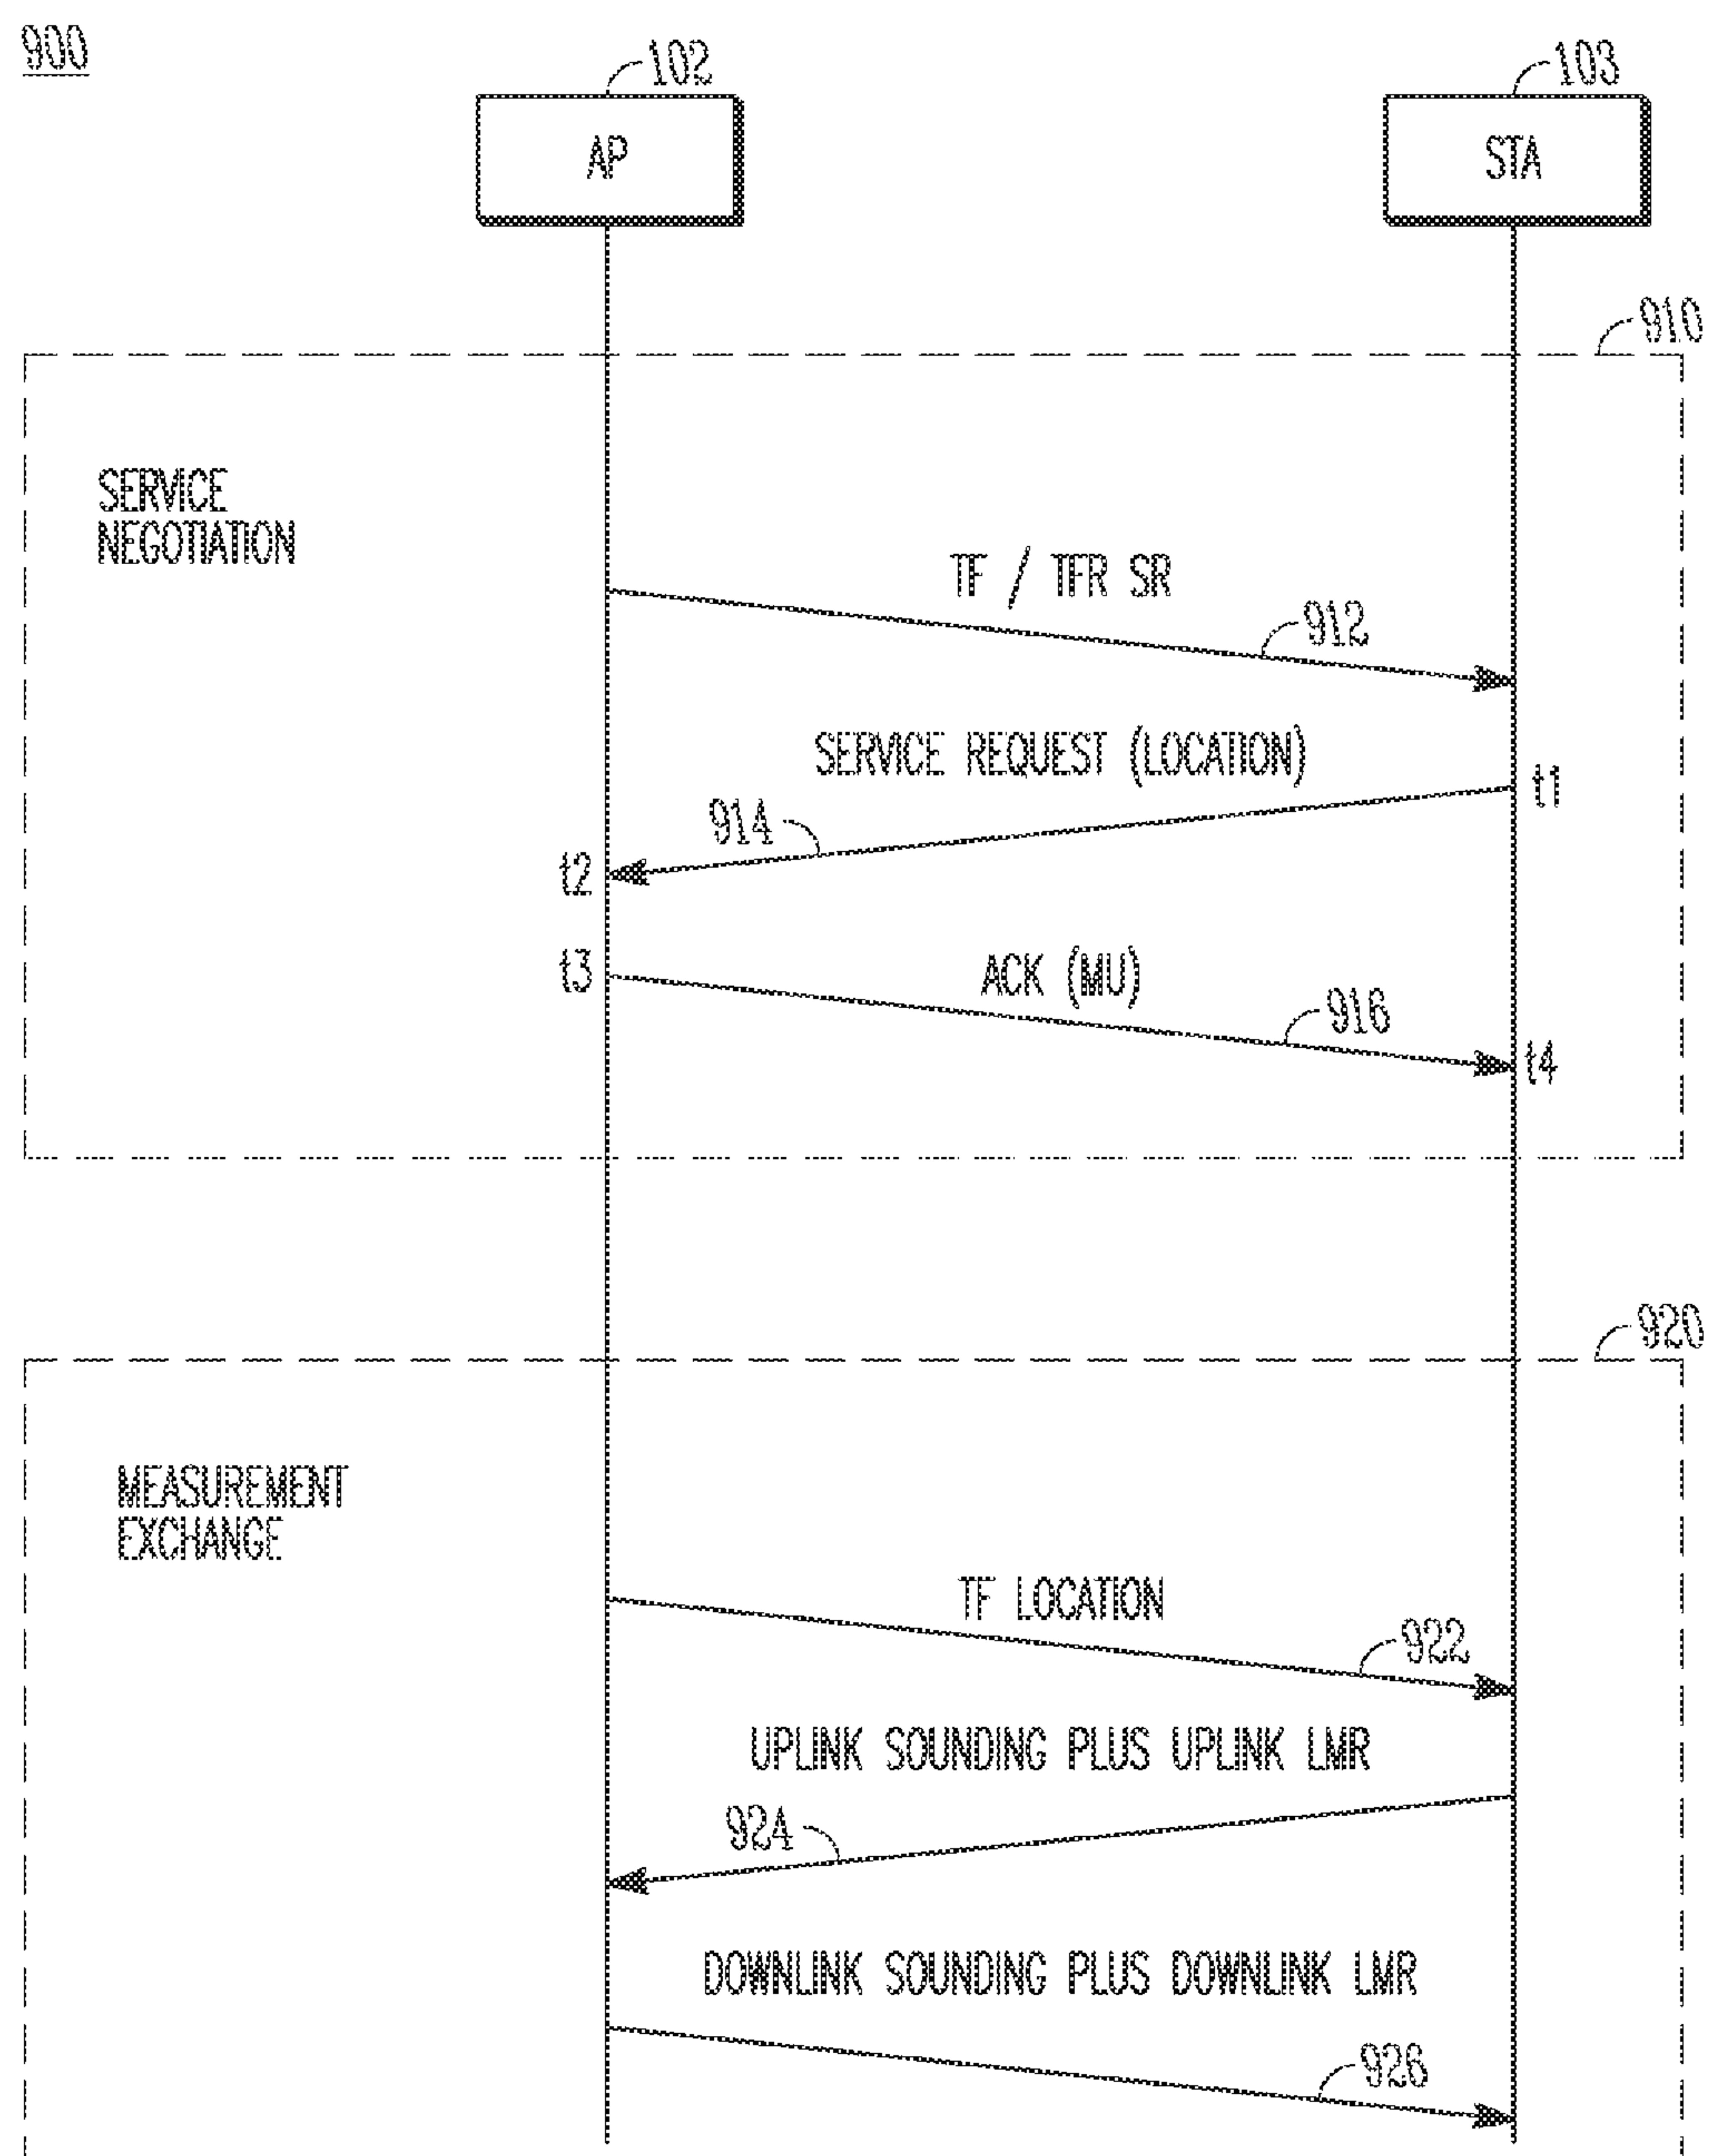 900
102
103
AP
STA
910
SERVICE
NEGOTIATION
TF / TFR SR
912
SERVICE REQUEST (LOCATION)
t1
914
t2
t3
ACK (MU)
916
t4
920
MEASUREMENT
EXCHANGE
TF LOCATION
922
UPLINK SOUNDING PLUS UPLINK LMR
924
DOWNLINK SOUNDING PLUS DOWNLINK LMR
926